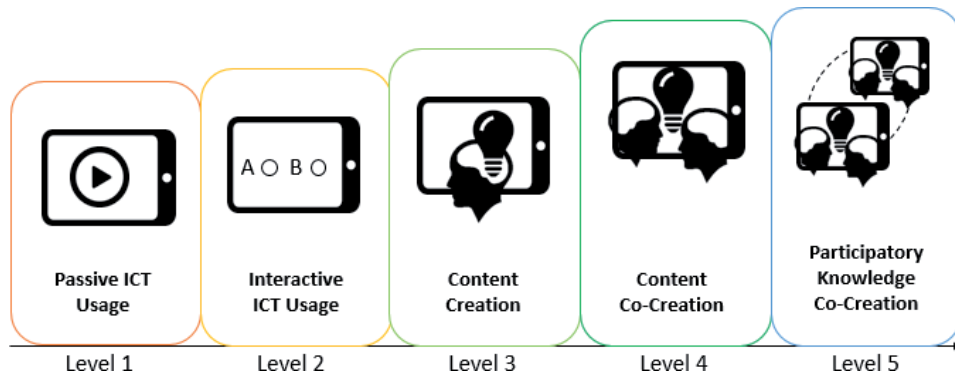 A B
Passive ICT
Usage
Interactive
ICT Usage
Content
Creation
Content
Co-Creation
Participatory
Knowledge
Co-Creation
Level 1
Level 2
Level 3
Level 4
Level 5